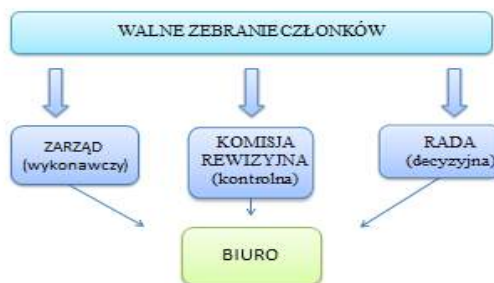 WALNE ZEBRANIE CZŁONKÓW
ZARZĄD
(wykonawczy)
KOMISJA
REWIZYJNA
(kontrolna)
RADA
(decyzyjna)
BIURO